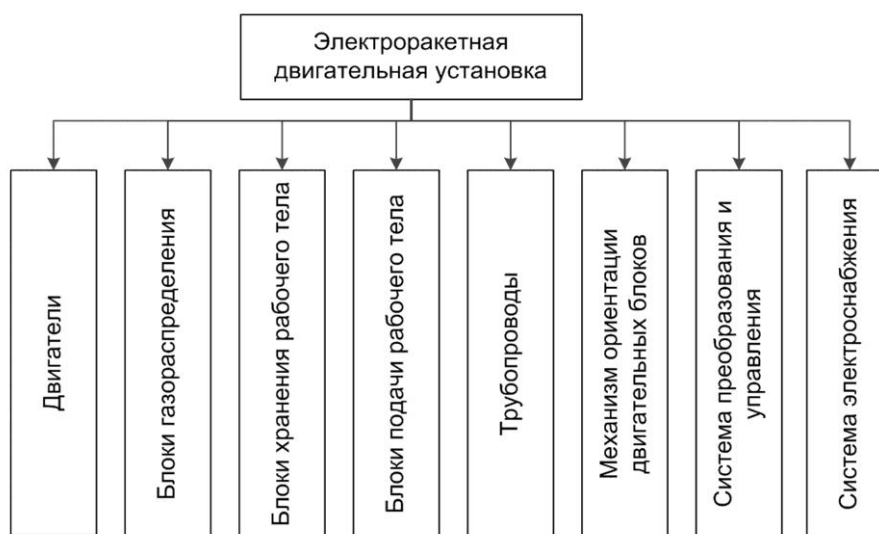 Электроракетная
двигательная установка
Двигатели
Блоки газораспределения
Блоки хранения рабочего тела
Блоки подачи рабочего тела
Трубопроводы
Механизм ориентации
двигательных блоков
Система преобразования и
управления
Система электроснабжения